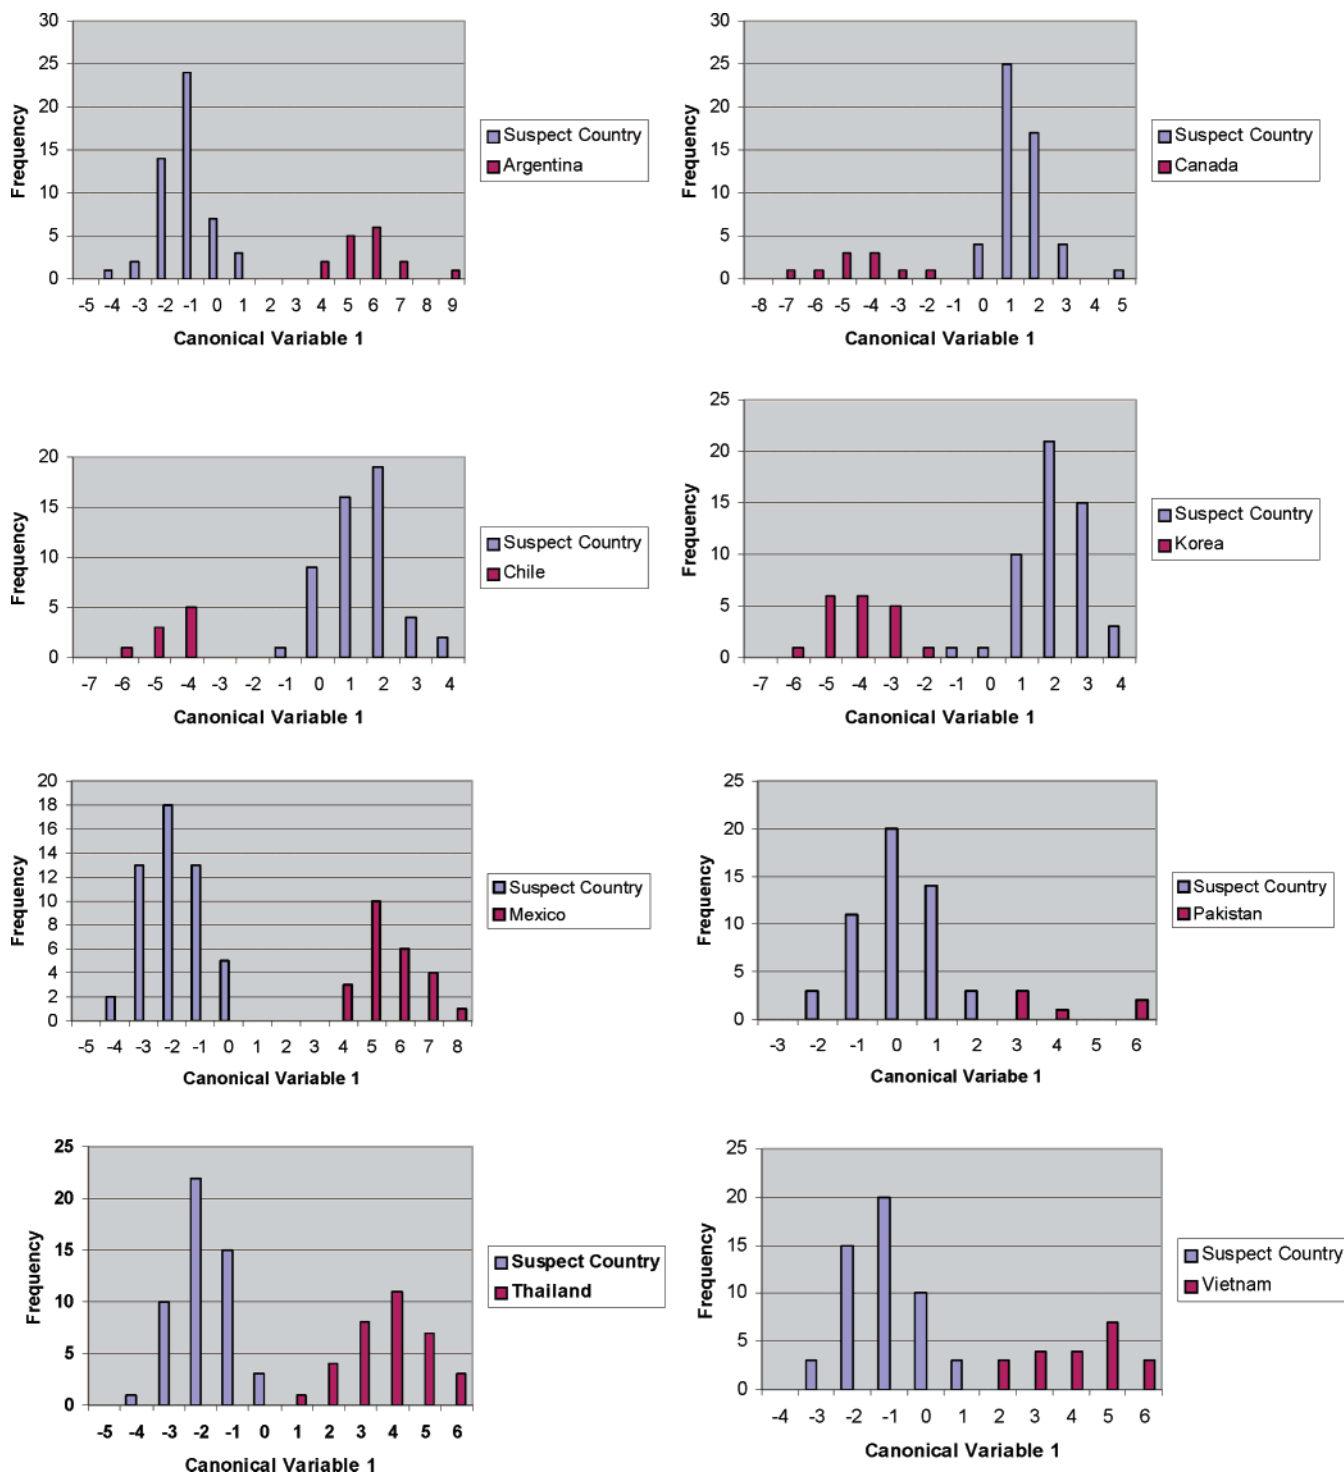 30
25
20
15
10
5
0
Frequency
-5 -4 -3 -2 -1 0 1 2 3 4 5 6 7 8 9
Canonical Variable 1
Suspect Country
Argentina
30
25
20
15
10
5
0
Frequency
-8 -7 -6 -5 -4 -3 -2 -1 0 1 2 3 4 5
Canonical Variable 1
Suspect Country
Canada
20
15
10
5
0
Frequency
-7 -6 -5 -4 -3 -2 -1 0 1 2 3 4
Canonical Variable 1
Suspect Country
Chile
25
20
15
10
5
0
Frequency
-7 -6 -5 -4 -3 -2 -1 0 1 2 3 4
Canonical Variable 1
Suspect Country
Korea
20
18
16
14
12
10
8
6
4
2
0
Frequency
-5 -4 -3 -2 -1 0 1 2 3 4 5 6 7 8
Canonical Variable 1
Suspect Country
Mexico
25
20
15
10
5
0
Frequency
-3 -2 -1 0 1 2 3 4 5 6
Canonical Variabe 1
Suspect Country
Pakistan
25
20
15
10
5
0
Frequency
-5 -4 -3 -2 -1 0 1 2 3 4 5 6
Canonical Variable 1
Suspect Country
Thailand
25
20
15
10
5
0
Frequency
-4 -3 -2 -1 0 1 2 3 4 5 6
Canonical Variable 1
Suspect Country
Vietnam